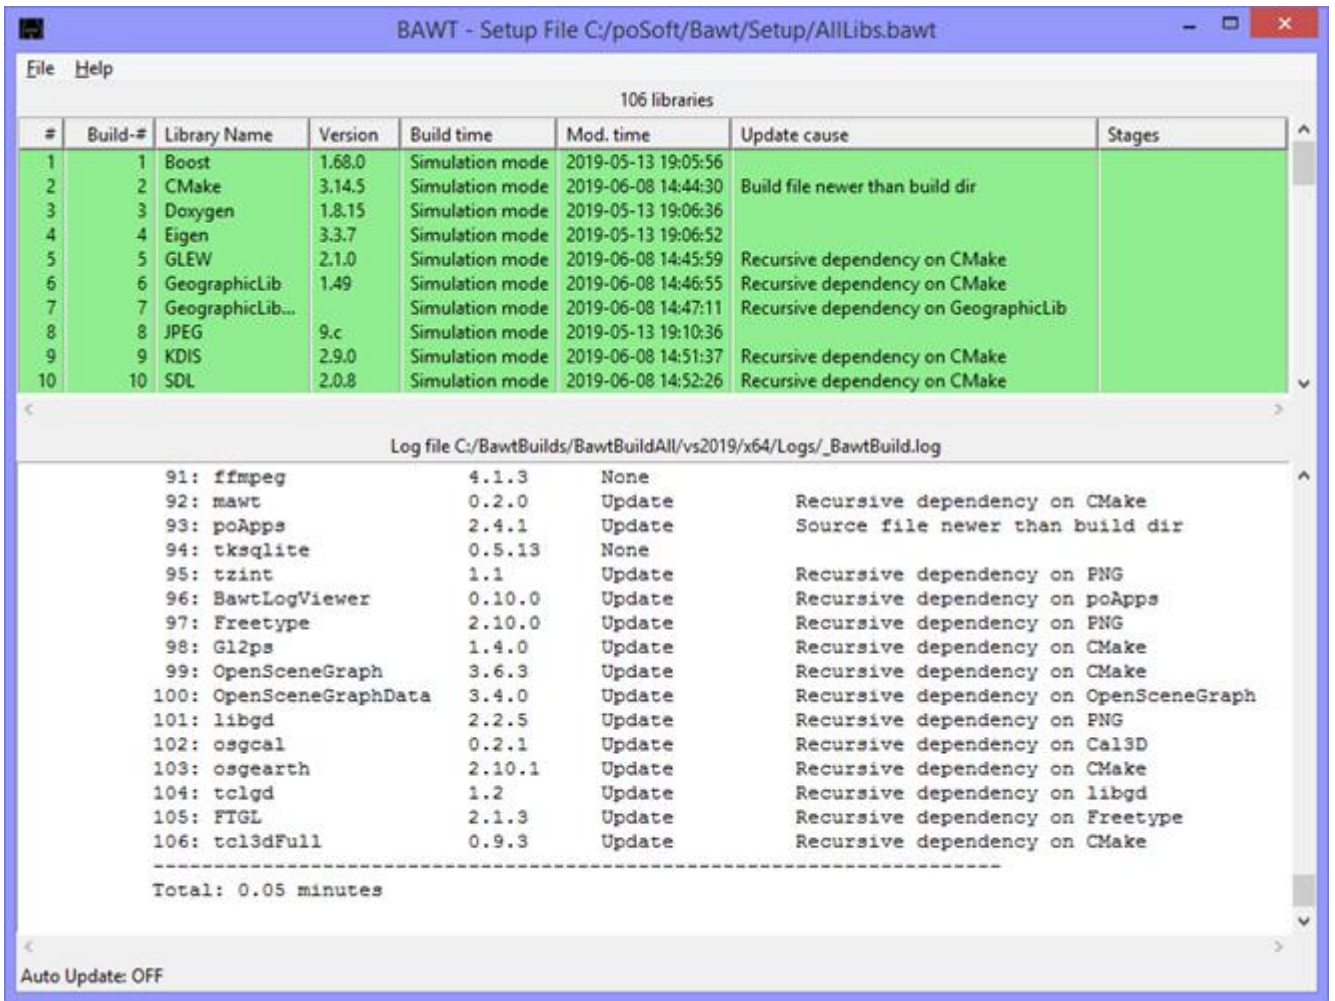 BAWT - Setup File C:/poSoft/Bawt/Setup/AllLibs.bawt
File Help
106 libraries
# Build-# Library Name Version Build time Mod. time Update cause Stages
1 1 Boost 1.68.0 Simulation mode 2019-05-13 19:05:56
2 2 CMake 3.14.5 Simulation mode 2019-06-08 14:44:30 Build file newer than build dir
3 3 Doxygen 1.8.15 Simulation mode 2019-05-13 19:06:36
4 4 Eigen 3.3.7 Simulation mode 2019-05-13 19:06:52
5 5 GLEW 2.1.0 Simulation mode 2019-06-08 14:45:59 Recursive dependency on CMake
6 6 GeographicLib 1.49 Simulation mode 2019-06-08 14:46:55 Recursive dependency on CMake
7 7 GeographicLib... Simulation mode 2019-06-08 14:47:11 Recursive dependency on GeographicLib
8 8 JPEG 9.c Simulation mode 2019-05-13 19:10:36
9 9 KDIS 2.9.0 Simulation mode 2019-06-08 14:51:37 Recursive dependency on CMake
10 10 SDL 2.0.8 Simulation mode 2019-06-08 14:52:26 Recursive dependency on CMake
Log file C:/BawtBuilds/BawtBuildAll/vs2019/x64/Logs/_BawtBuild.log
91: ffmpeg 4.1.3 None
92: mawt 0.2.0 Update Recursive dependency on CMake
93: poApps 2.4.1 Update Source file newer than build dir
94: tksqlite 0.5.13 None
95: tzint 1.1 Update Recursive dependency on PNG
96: BawtLogViewer 0.10.0 Update Recursive dependency on poApps
97: Freetype 2.10.0 Update Recursive dependency on PNG
98: Gl2ps 1.4.0 Update Recursive dependency on CMake
99: OpenSceneGraph 3.6.3 Update Recursive dependency on CMake
100: OpenSceneGraphData 3.4.0 Update Recursive dependency on OpenSceneGraph
101: libgd 2.2.5 Update Recursive dependency on PNG
102: osgcal 0.2.1 Update Recursive dependency on Cal3D
103: osgearth 2.10.1 Update Recursive dependency on CMake
104: tclgd 1.2 Update Recursive dependency on libgd
105: FTGL 2.1.3 Update Recursive dependency on Freetype
106: tcl3dFull 0.9.3 Update Recursive dependency on CMake
----------------------------------------------------------------------
Total: 0.05 minutes
Auto Update: OFF